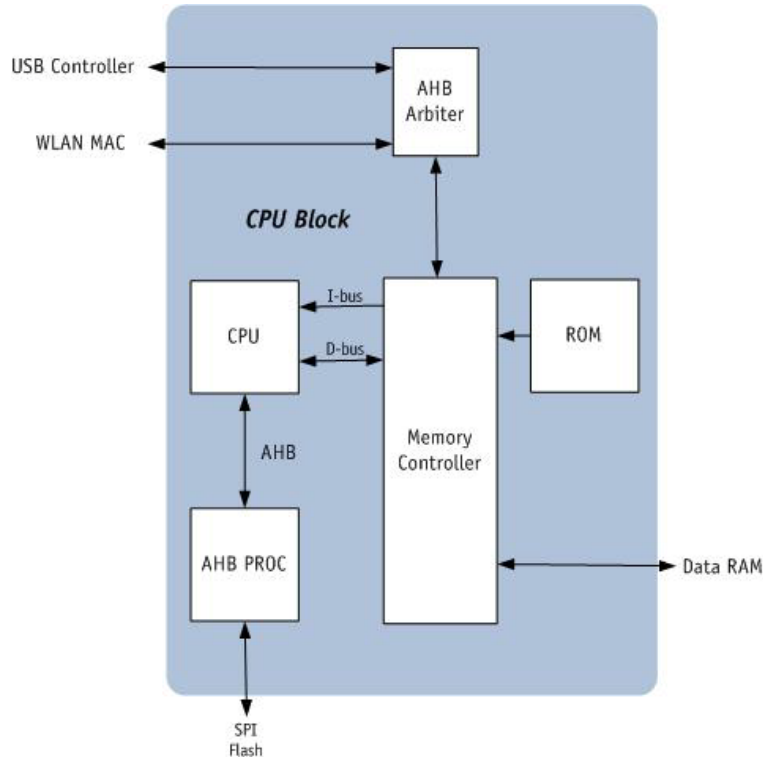 USB Controller
AHB
Arbiter
WLAN MAC
CPU Block
I-bus
CPU
ROM
D-bus
Memory
Controller
AHB
AHB PROC
Data RAM
SPI
Flash